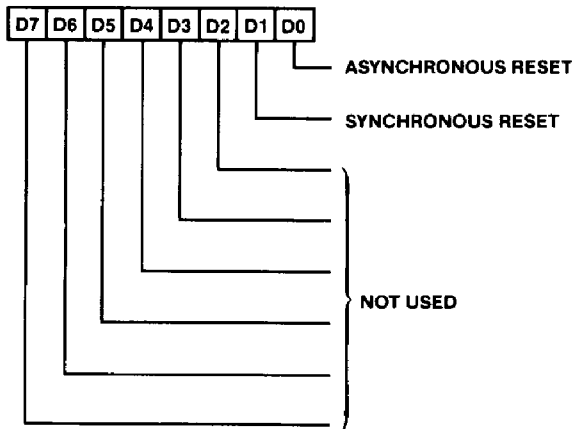 D7 D6 D5 D4 D3 D2 D1 D0
ASYNCHRONOUS RESET
SYNCHRONOUS RESET
NOT USED